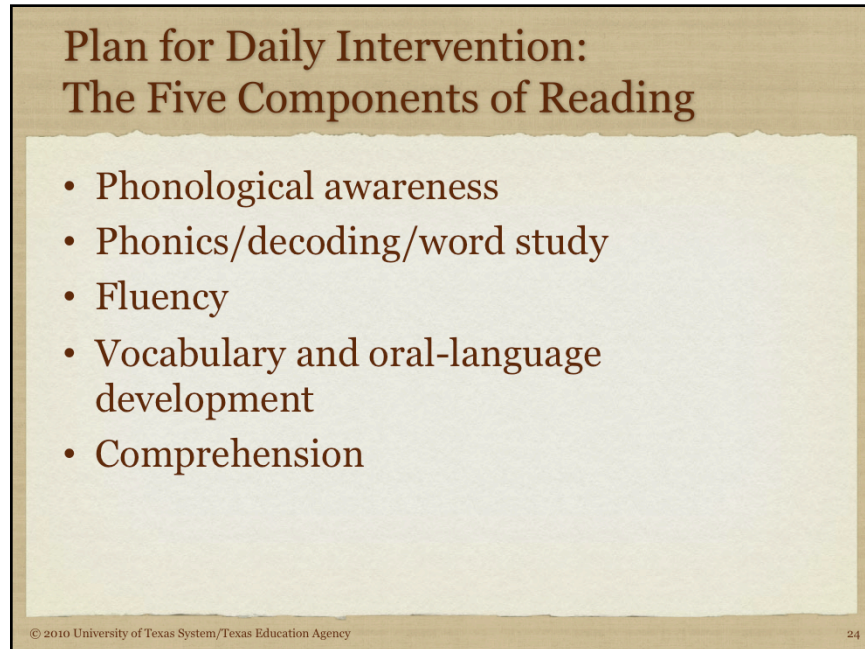 Plan for Daily Intervention:
The Five Components of Reading
• Phonological awareness
• Phonics/decoding/word study
• Fluency
• Vocabulary and oral-language
development
• Comprehension
© 2010 University of Texas System/Texas Education Agency
24